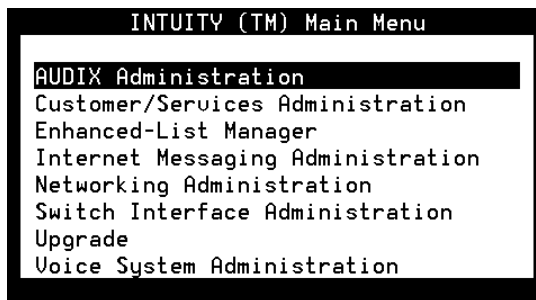 INTUITY (TM) Main Menu
AUDIX Administration
Customer/Services Administration
Enhanced-List Manager
Internet Messaging Administration
Networking Administration
Switch Interface Administration
Upgrade
Voice System Administration